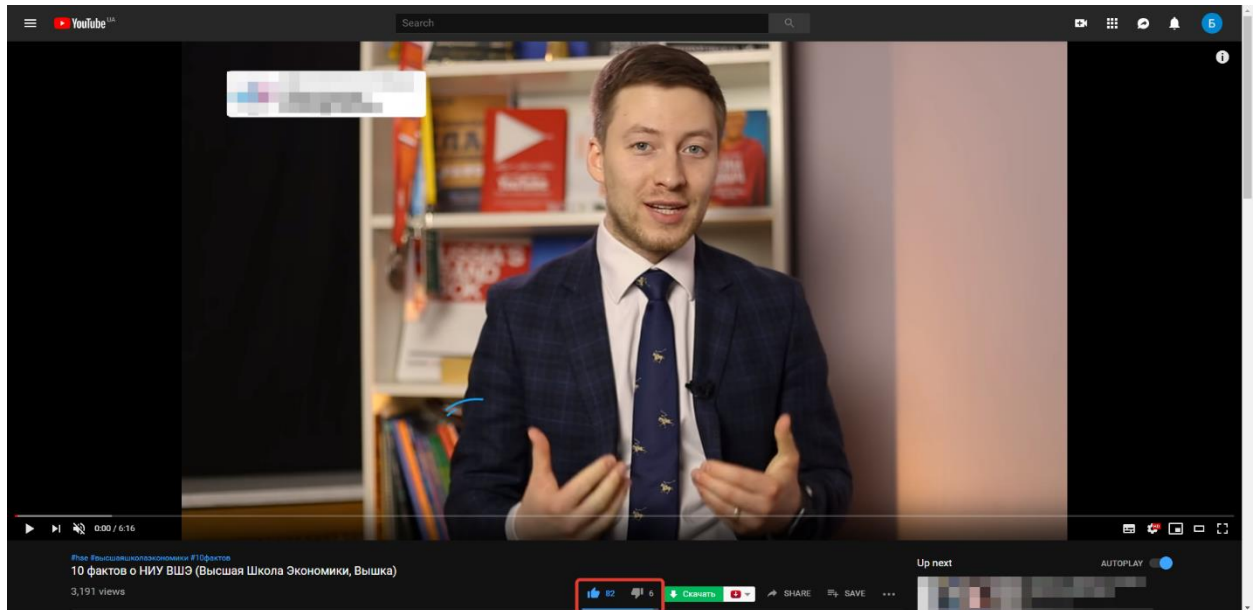 YouTube UA
Search
Б
0:00 / 6:16
#hse #высшаяшколаэкономики #10фактов
10 фактов о НИУ ВШЭ (Высшая Школа Экономики, Вышка)
3,191 views
82
6
Скачать
SHARE
SAVE
Up next
AUTOPLAY